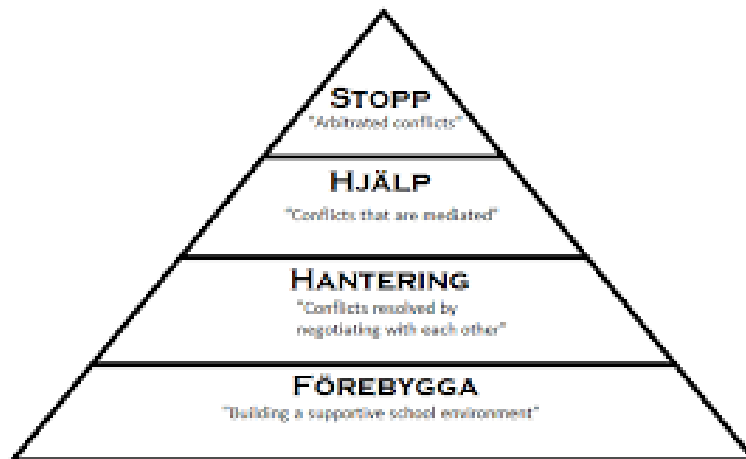 STOPP
"Arbitrated conflicts"
HJÄLP
"Conflicts that are mediated"
HANTERING
"Conflicts resolved by
negotiating with each other"
FÖREBYGGA
"Building a supportive school environment"